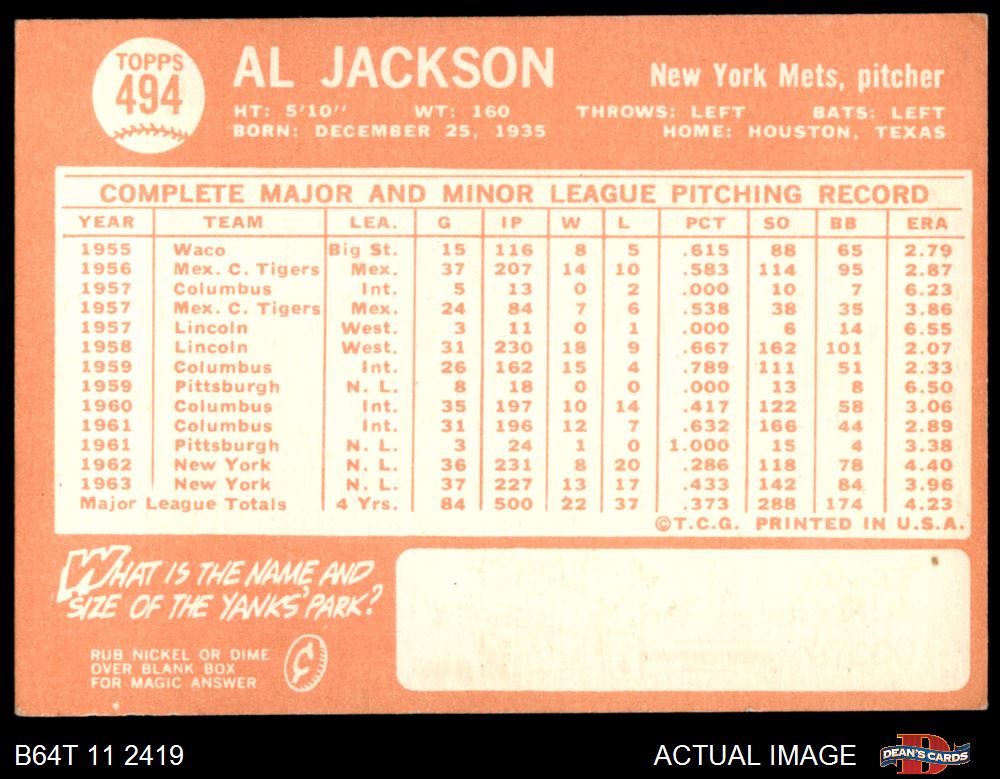 TOPPS
494
AL JACKSON
New York Mets, pitcher
HT: 5'10'' WT: 160 THROWS: LEFT BATS: LEFT
BORN: DECEMBER 25, 1935 HOME: HOUSTON, TEXAS
COMPLETE MAJOR AND MINOR LEAGUE PITCHING RECORD
YEAR TEAM LEA. G IP W L PCT SO BB ERA
1955 Waco Big St. 15 116 8 5 .615 88 65 2.79
1956 Mex. C. Tigers Mex. 37 207 14 10 .583 114 95 2.87
1957 Columbus Int. 5 13 0 2 .000 10 7 6.23
1957 Mex. C. Tigers Mex. 24 84 7 6 .538 38 35 3.86
1957 Lincoln West. 3 11 0 1 .000 6 14 6.55
1958 Lincoln West. 31 230 18 9 .667 162 101 2.07
1959 Columbus Int. 26 162 15 4 .789 111 51 2.33
1959 Pittsburgh N. L. 8 18 0 0 .000 13 8 6.50
1960 Columbus Int. 35 197 10 14 .417 122 58 3.06
1961 Columbus Int. 31 196 12 7 .632 166 44 2.89
1961 Pittsburgh N. L. 3 24 1 0 1.000 15 4 3.38
1962 New York N. L. 36 231 8 20 .286 118 78 4.40
1963 New York N. L. 37 227 13 17 .433 142 84 3.96
Major League Totals 4 Yrs. 84 500 22 37 .373 288 174 4.23
©T.C.G. PRINTED IN U.S.A.
WHAT IS THE NAME AND
SIZE OF THE YANKS' PARK?
RUB NICKEL OR DIME
OVER BLANK BOX
FOR MAGIC ANSWER
¢
B64T 11 2419 ACTUAL IMAGE
DEAN'S CARDS